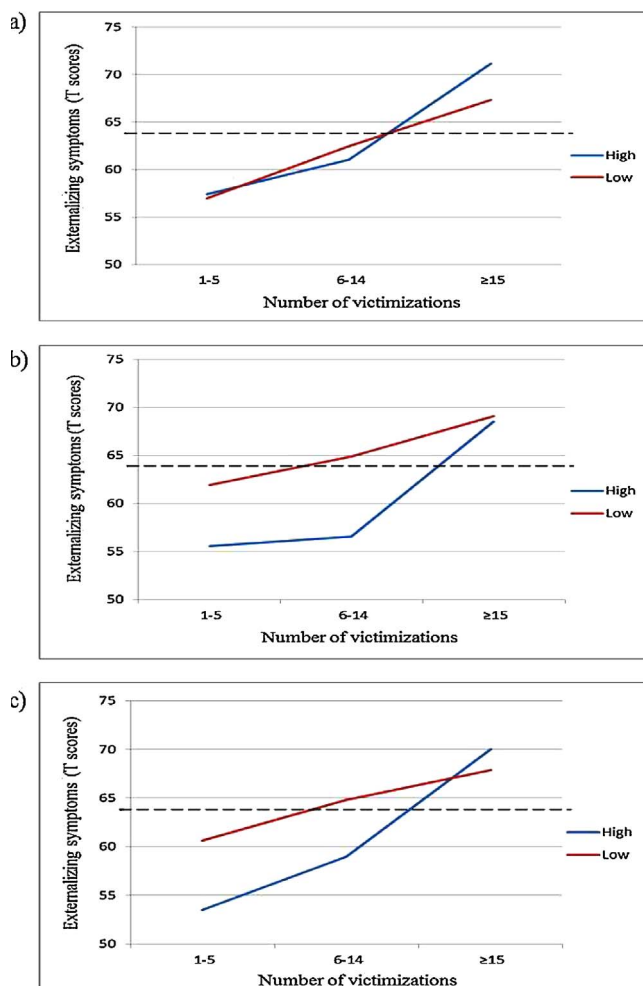 a)
75
70
65
60
55
50
Externalizing symptoms (T scores)
High
Low
1-5 6-14 ≥15
Number of victimizations
b)
75
70
65
60
55
50
Externalizing symptoms (T scores)
High
Low
1-5 6-14 ≥15
Number of victimizations
c)
75
70
65
60
55
50
Externalizing symptoms (T scores)
High
Low
1-5 6-14 ≥15
Number of victimizations